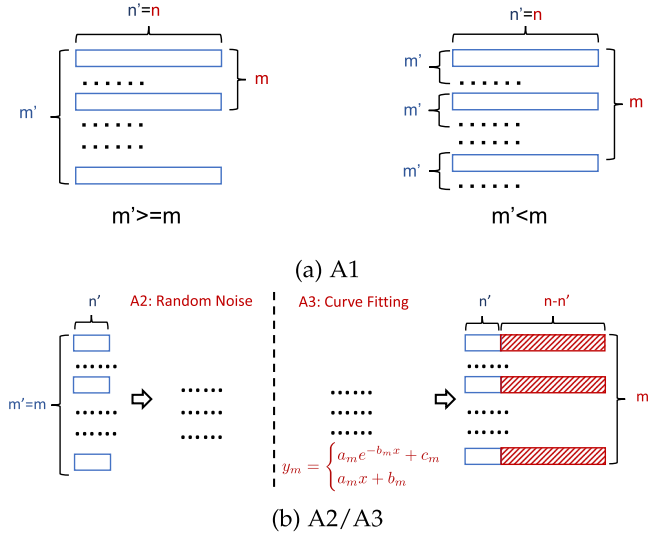 n'=n
m'
m
......
......
......
m'>=m
n'=n
m'
m'
m'
m
......
......
......
......
m'<m
(a) A1
n'
A2: Random Noise
A3: Curve Fitting
n'
n-n'
m'=m
......
......
......
......
......
......
......
......
......
......
......
......
m
y_m = { a_m e^{-b_m x} + c_m
a_m x + b_m
(b) A2/A3